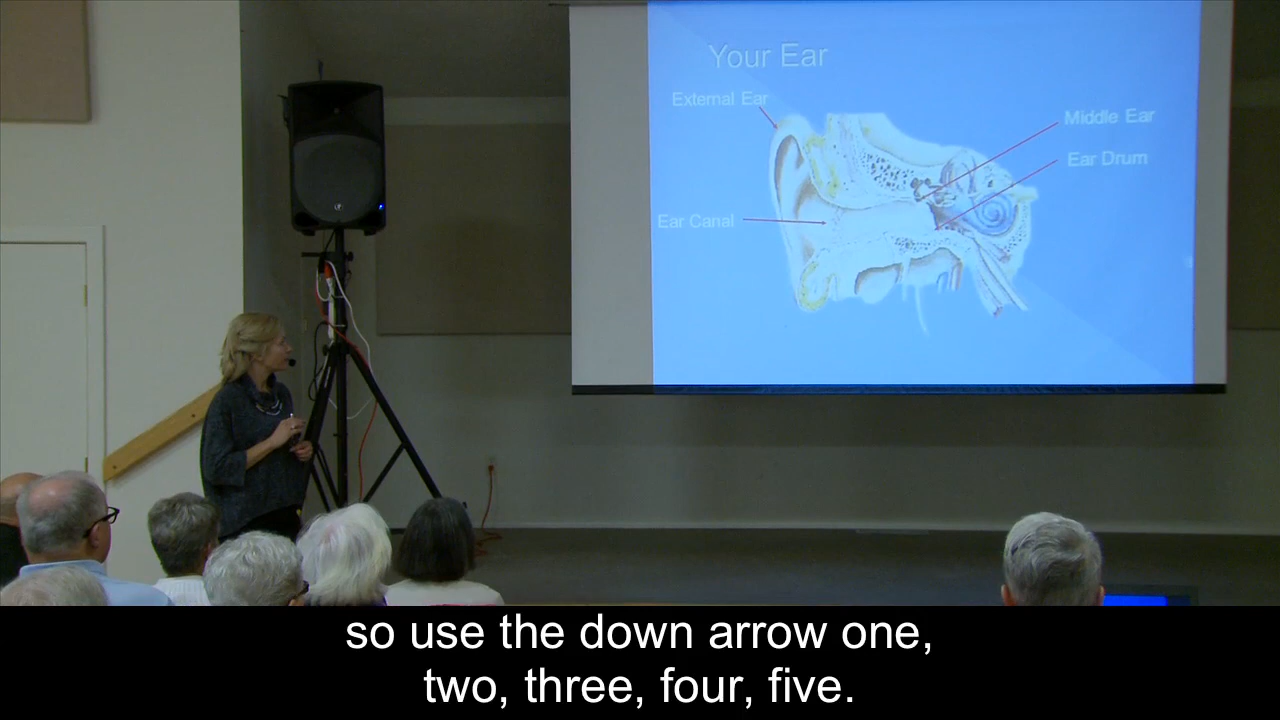 Your Ear
External Ear
Middle Ear
Ear Drum
Ear Canal
so use the down arrow one,
two, three, four, five.